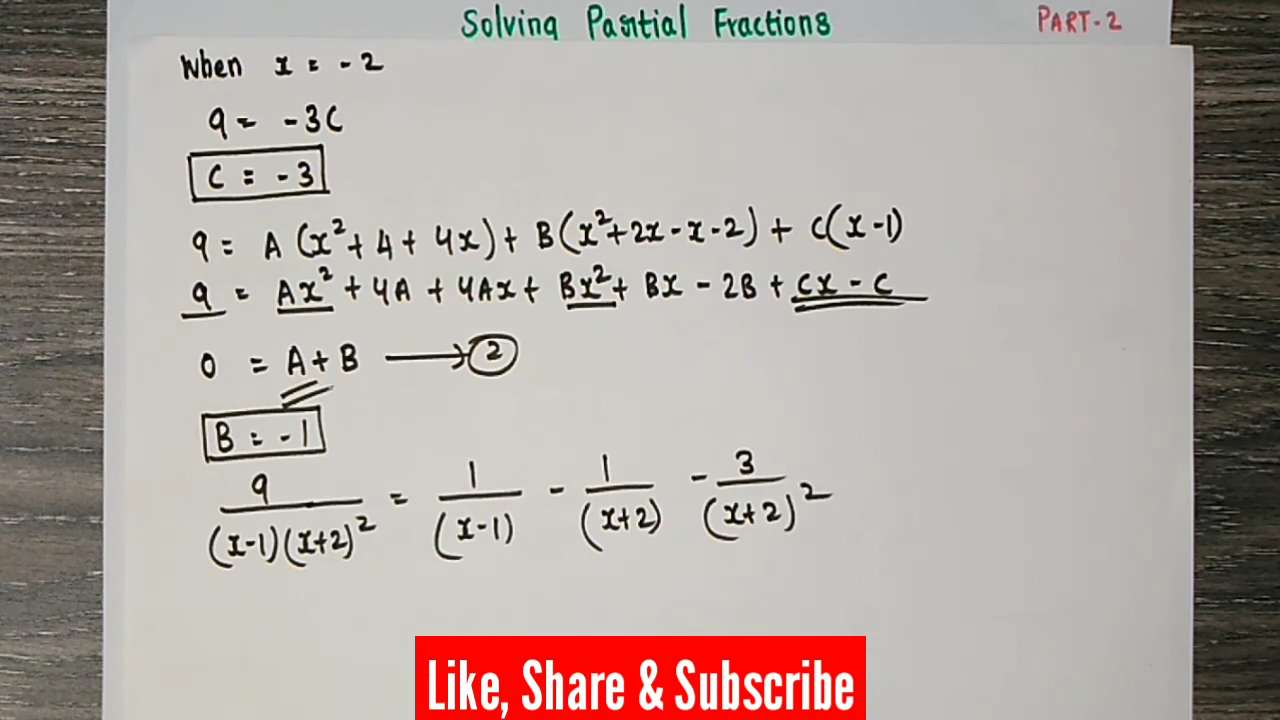 Solving Partial Fractions PART-2
When x = -2
9 = -3C
C = -3
9 = A (x²+ 4 + 4x) + B(x²+2x - x - 2) + C(x-1)
9 = Ax² + 4A + 4Ax + Bx² + Bx - 2B + Cx - C
0 = A + B ⟶ ②
B = -1
9/((x-1)(x+2)²) = 1/(x-1) - 1/(x+2) - 3/(x+2)²
Like, Share & Subscribe